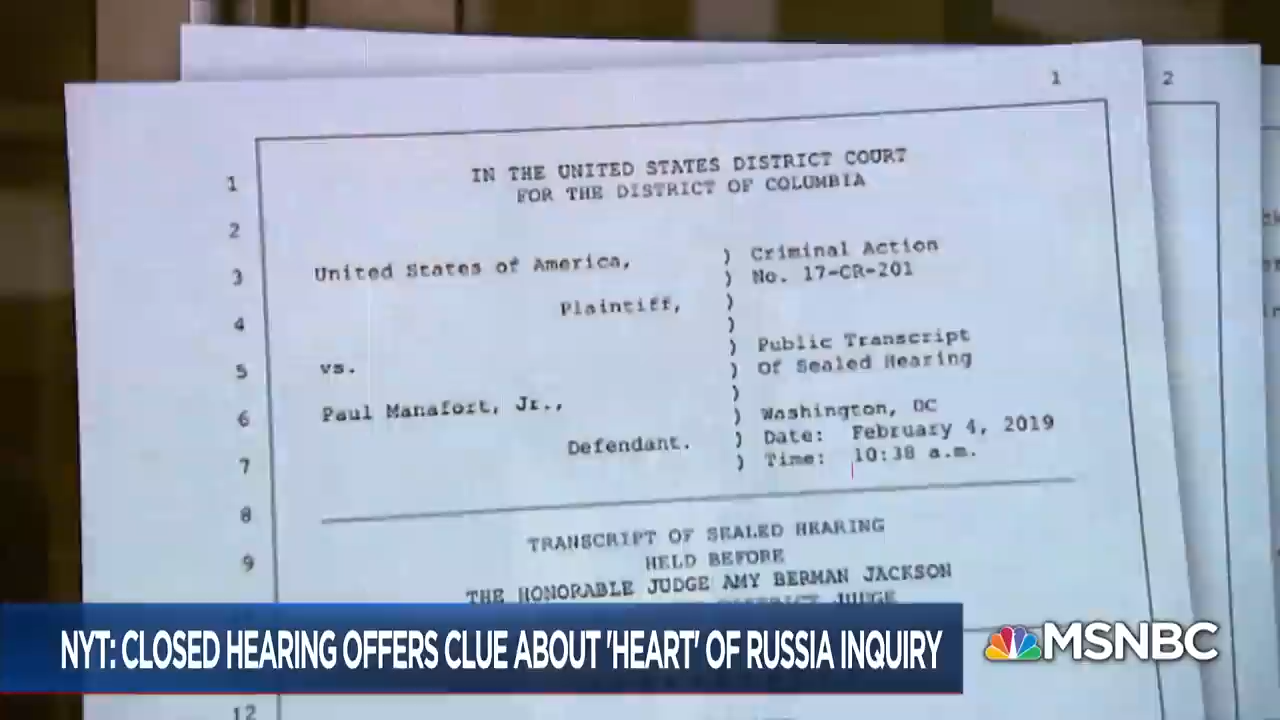 1 2
IN THE UNITED STATES DISTRICT COURT
1
FOR THE DISTRICT OF COLUMBIA
2
3 United States of America, ) Criminal Action
) No. 17-CR-201
Plaintiff, )
4 )
) Public Transcript
5 vs. ) Of Sealed Hearing
)
6 Paul Manafort, Jr., ) Washington, DC
Defendant. ) Date: February 4, 2019
7 ) Time: 10:38 a.m.
8
TRANSCRIPT OF SEALED HEARING
9 HELD BEFORE
THE HONORABLE JUDGE AMY BERMAN JACKSON
DISTRICT JUDGE
NYT: CLOSED HEARING OFFERS CLUE ABOUT 'HEART' OF RUSSIA INQUIRY
MSNBC
12